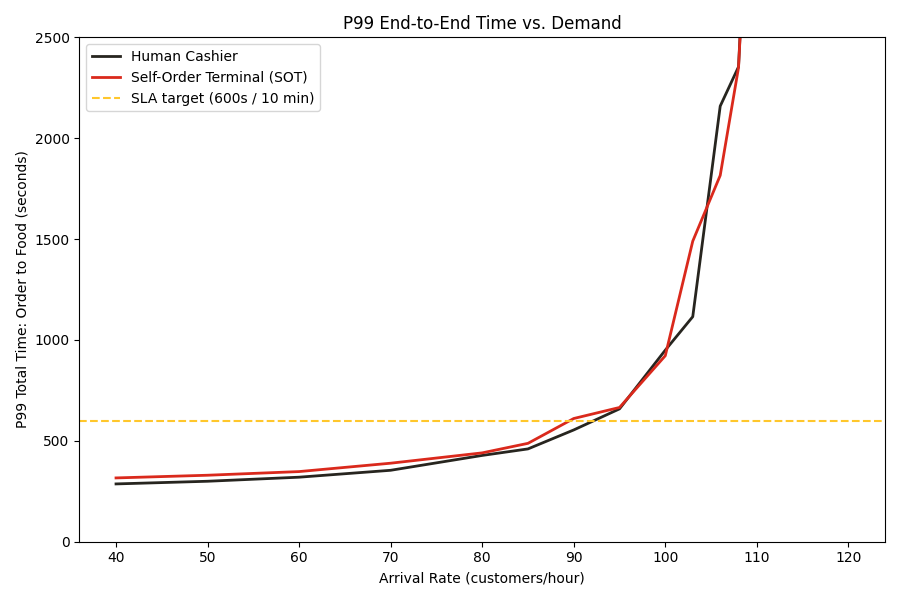 P99 End-to-End Time vs. Demand
Human Cashier
Self-Order Terminal (SOT)
SLA target (600s / 10 min)
P99 Total Time: Order to Food (seconds)
2500
2000
1500
1000
500
0
40 50 60 70 80 90 100 110 120
Arrival Rate (customers/hour)